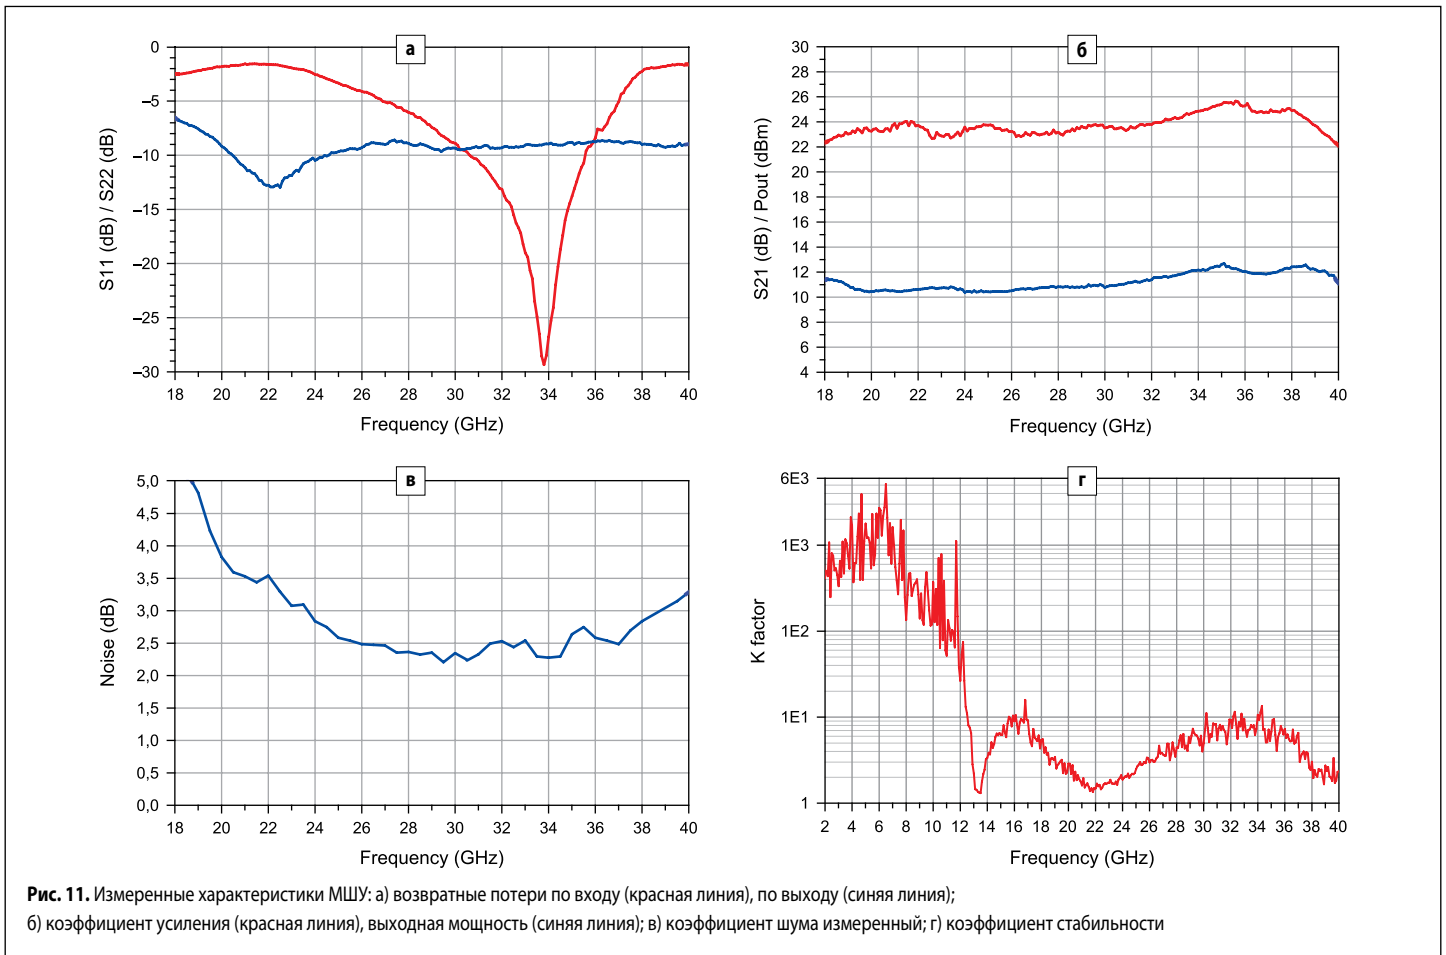 а
0
–5
–10
–15
–20
–25
–30
S11 (dB) / S22 (dB)
18 20 22 24 26 28 30 32 34 36 38 40
Frequency (GHz)
б
30
28
26
24
22
20
18
16
14
12
10
8
6
4
S21 (dB) / Pout (dBm)
18 20 22 24 26 28 30 32 34 36 38 40
Frequency (GHz)
в
5,0
4,5
4,0
3,5
3,0
2,5
2,0
1,5
1,0
0,5
0,0
Noise (dB)
18 20 22 24 26 28 30 32 34 36 38 40
Frequency (GHz)
г
6E3
1E3
1E2
1E1
1
K factor
2 4 6 8 10 12 14 16 18 20 22 24 26 28 30 32 34 36 38 40
Frequency (GHz)
Рис. 11. Измеренные характеристики МШУ: а) возвратные потери по входу (красная линия), по выходу (синяя линия);
б) коэффициент усиления (красная линия), выходная мощность (синяя линия); в) коэффициент шума измеренный; г) коэффициент стабильности